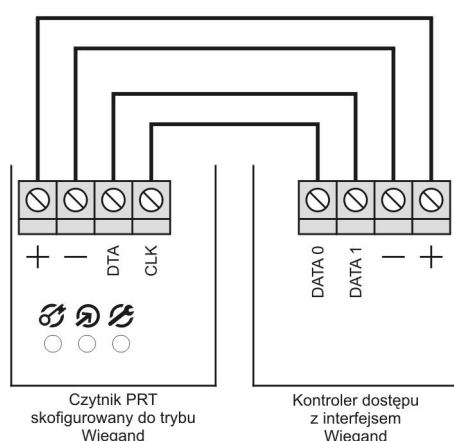 + — DTA CLK
DATA 0 DATA 1 — +
Czytnik PRT
skofigurowany do trybu
Wiegand
Kontroler dostępu
z interfejsem
Wiegand